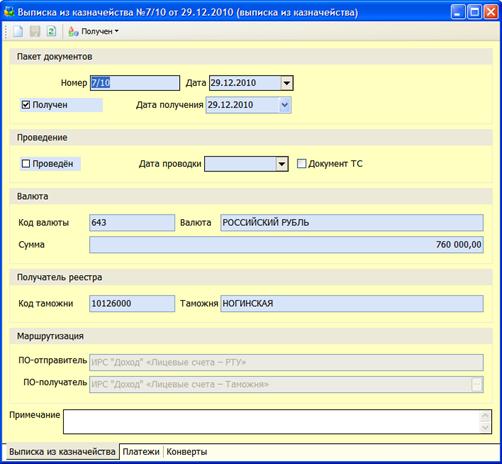 Выписка из казначейства №7/10 от 29.12.2010 (выписка казначейства)
Получен
Пакет документов
Номер 7/10 Дата 29.12.2010
Получен Дата получения 29.12.2010
Проведение
Проведён Дата проводки Документ ТС
Валюта
Код валюты 643 Валюта РОССИЙСКИЙ РУБЛЬ
Сумма 760 000,00
Получатель реестра
Код таможни 10126000 Таможня НОГИНСКАЯ
Маршрутизация
ПО-отправитель ИРС "Доход" «Лицевые счета – РТУ»
ПО-получатель ИРС "Доход" «Лицевые счета – Таможня» ...
Примечание
Выписка из казначейства Платежи Конверты